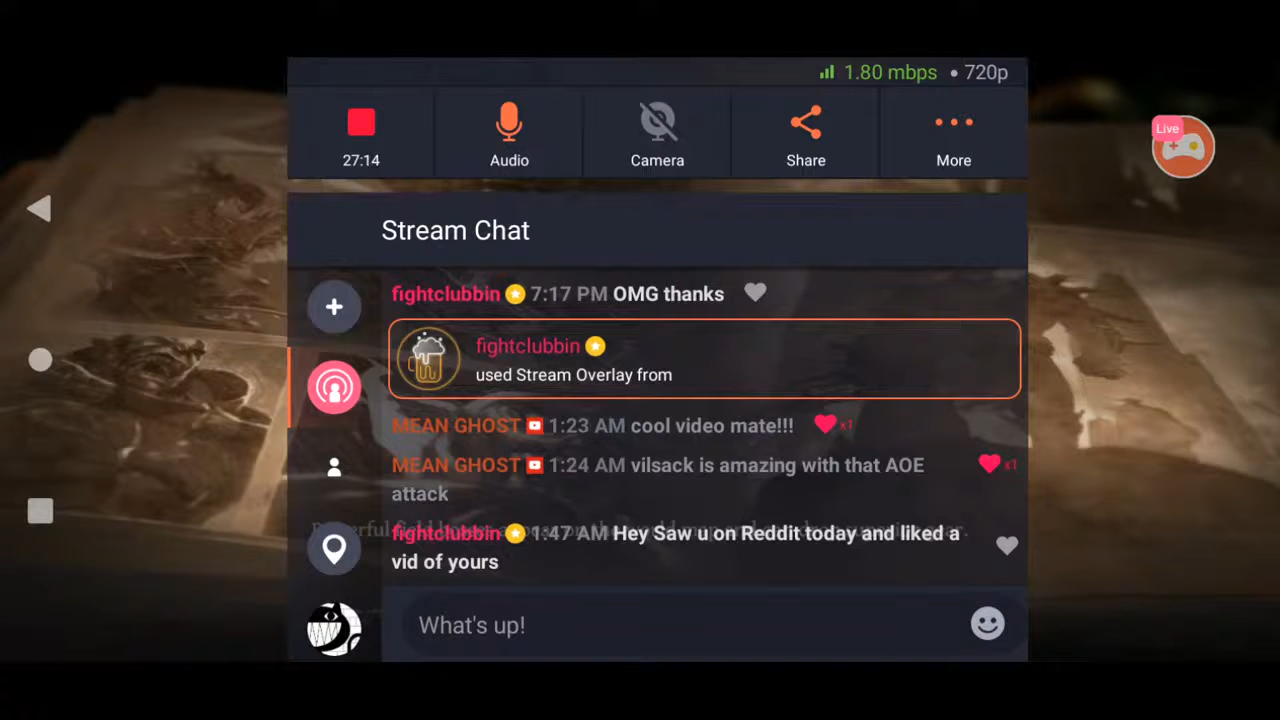 1.80 mbps • 720p
Live
27:14
Audio
Camera
Share
More
Stream Chat
fightclubbin 7:17 PM OMG thanks
fightclubbin
used Stream Overlay from
MEAN GHOST 1:23 AM cool video mate!!! x1
MEAN GHOST 1:24 AM vilsack is amazing with that AOE x1
attack
fightclubbin 1:47 AM Hey Saw u on Reddit today and liked a
vid of yours
What's up!